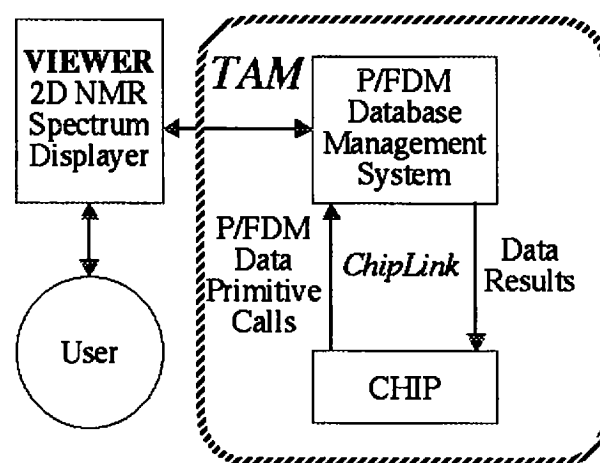 VIEWER
2D NMR
Spectrum
Displayer
TAM
P/FDM
Database
Management
System
P/FDM
Data
Primitive
Calls
ChipLink
Data
Results
User
CHIP